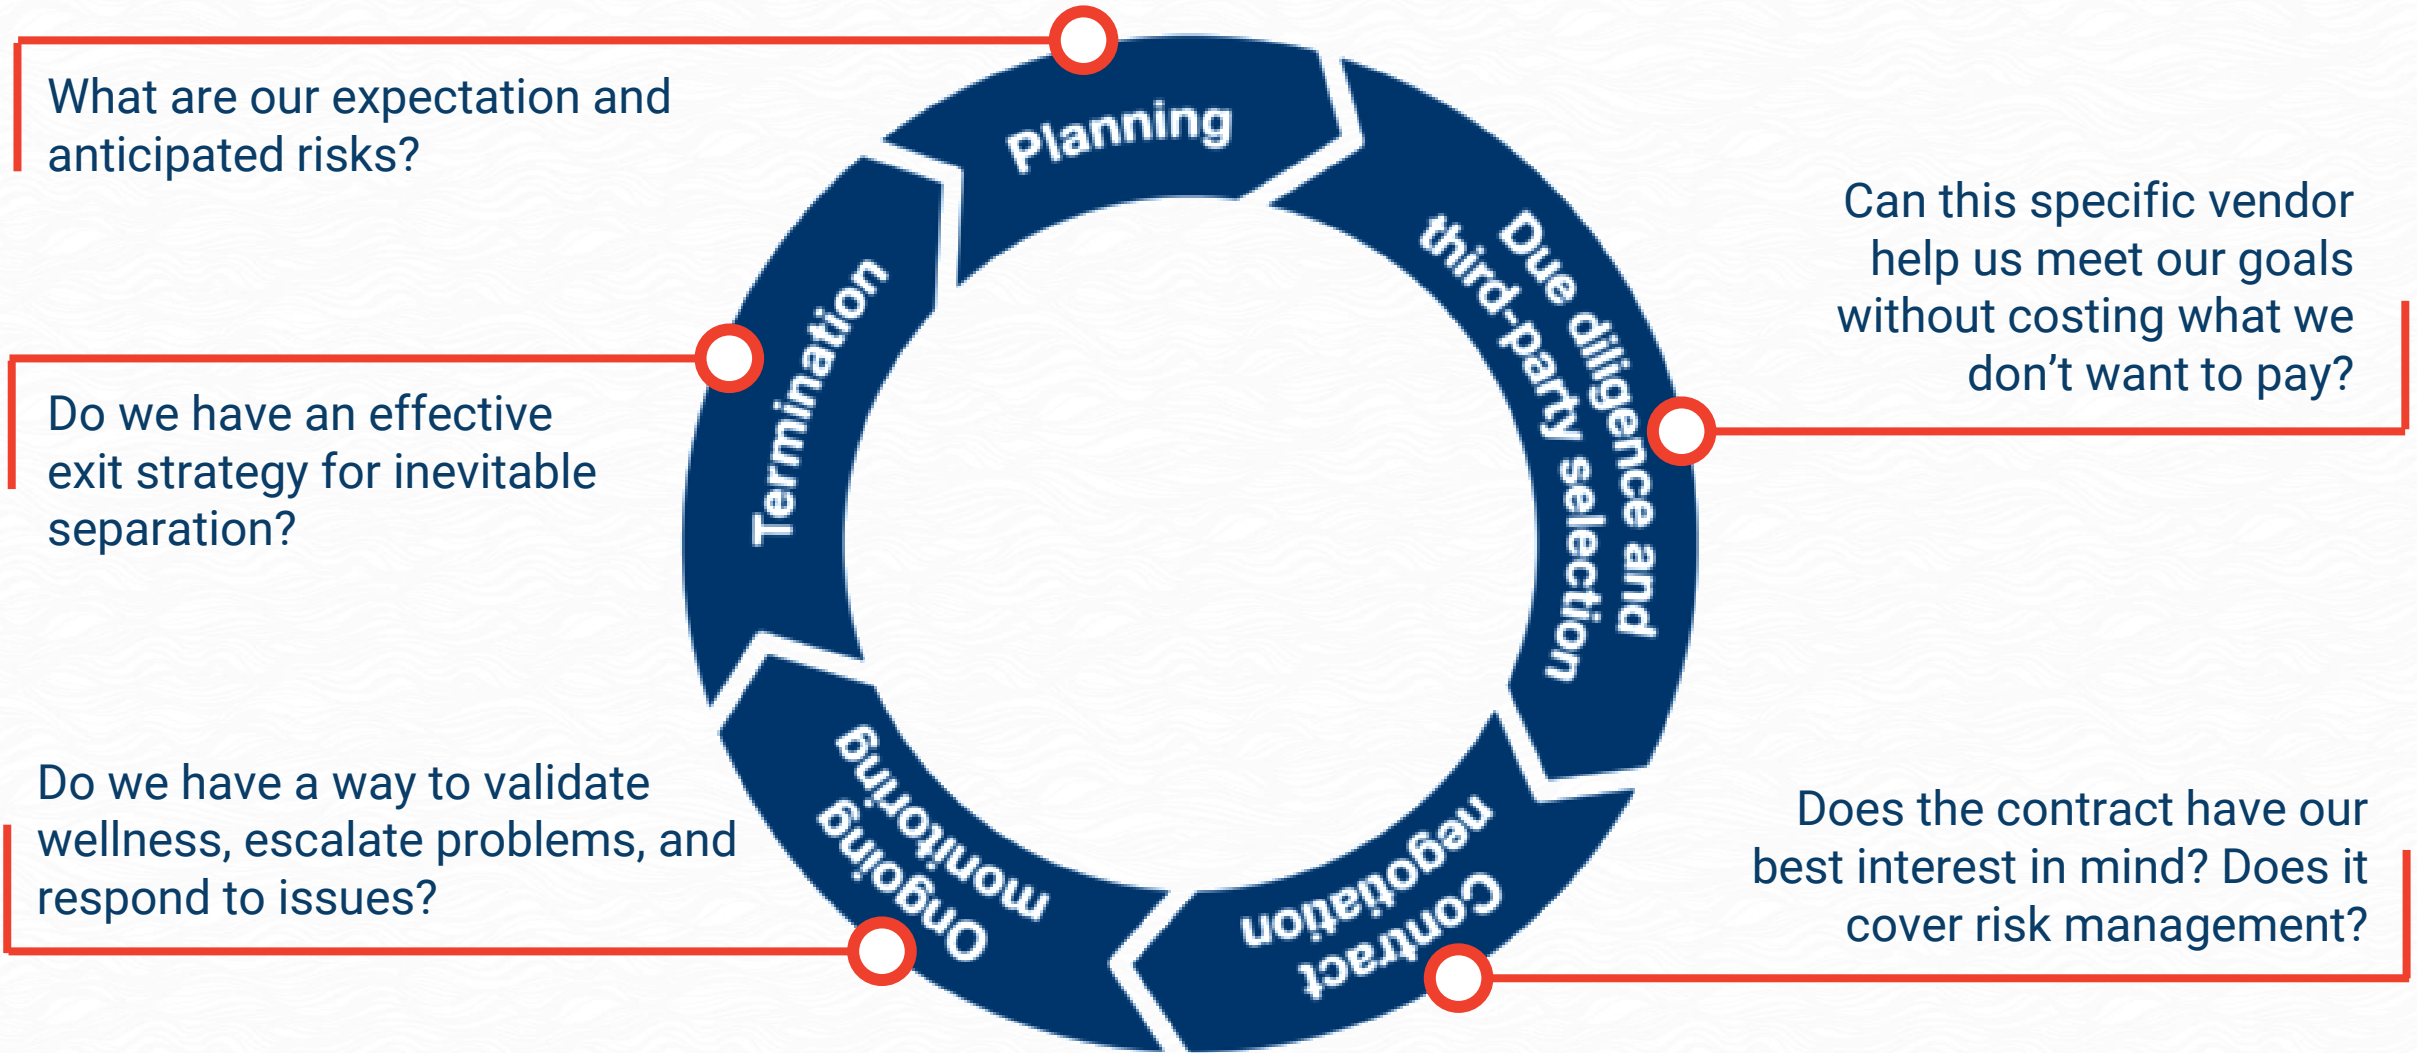 What are our expectation and
anticipated risks?
Planning
Due diligence and
third-party selection
Can this specific vendor
help us meet our goals
without costing what we
don’t want to pay?
Termination
Do we have an effective
exit strategy for inevitable
separation?
Do we have a way to validate
wellness, escalate problems, and
respond to issues?
Ongoing
monitoring
Contract
negotiation
Does the contract have our
best interest in mind? Does it
cover risk management?